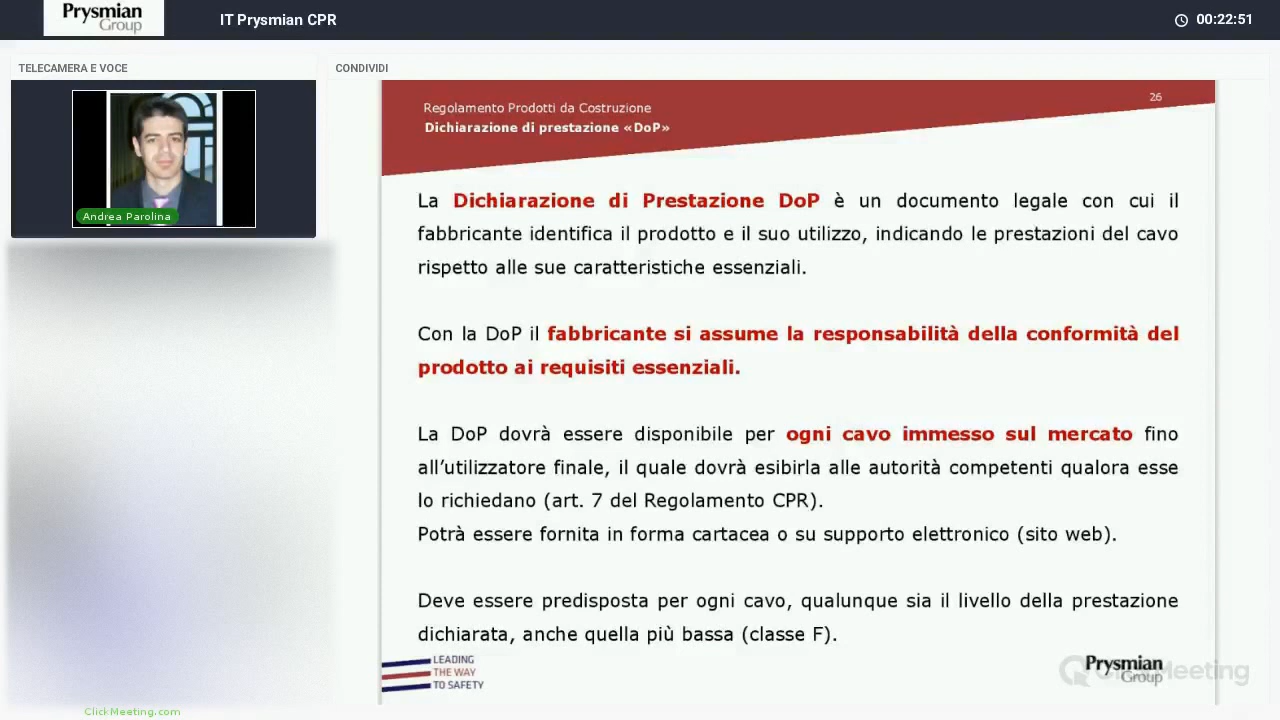 Prysmian
Group
IT Prysmian CPR
00:22:51
TELECAMERA E VOCE
CONDIVIDI
Andrea Parolina
Regolamento Prodotti da Costruzione
26
Dichiarazione di prestazione «DoP»
La Dichiarazione di Prestazione DoP è un documento legale con cui il
fabbricante identifica il prodotto e il suo utilizzo, indicando le prestazioni del cavo
rispetto alle sue caratteristiche essenziali.
Con la DoP il fabbricante si assume la responsabilità della conformità del
prodotto ai requisiti essenziali.
La DoP dovrà essere disponibile per ogni cavo immesso sul mercato fino
all’utilizzatore finale, il quale dovrà esibirla alle autorità competenti qualora esse
lo richiedano (art. 7 del Regolamento CPR).
Potrà essere fornita in forma cartacea o su supporto elettronico (sito web).
Deve essere predisposta per ogni cavo, qualunque sia il livello della prestazione
dichiarata, anche quella più bassa (classe F).
LEADING
THE WAY
TO SAFETY
Prysmian
Group
ClickMeeting
ClickMeeting.com